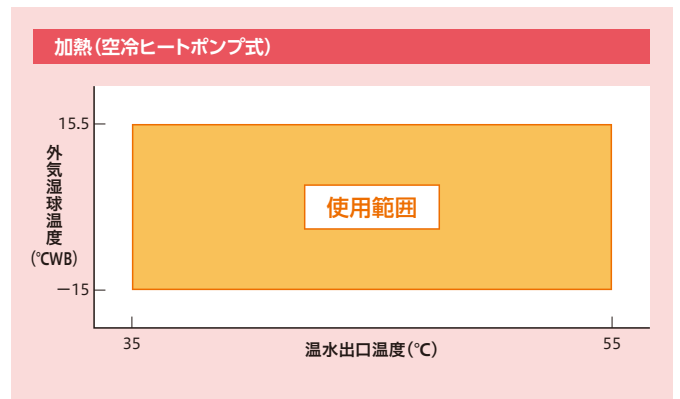 加熱(空冷ヒートポンプ式)
15.5
外気湿球温度
(℃WB)
使用範囲
−15
35
温水出口温度(℃)
55